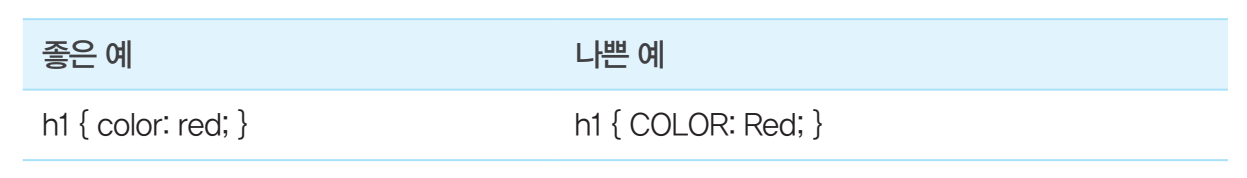 좋은 예 나쁜 예
h1 { color: red; } h1 { COLOR: Red; }